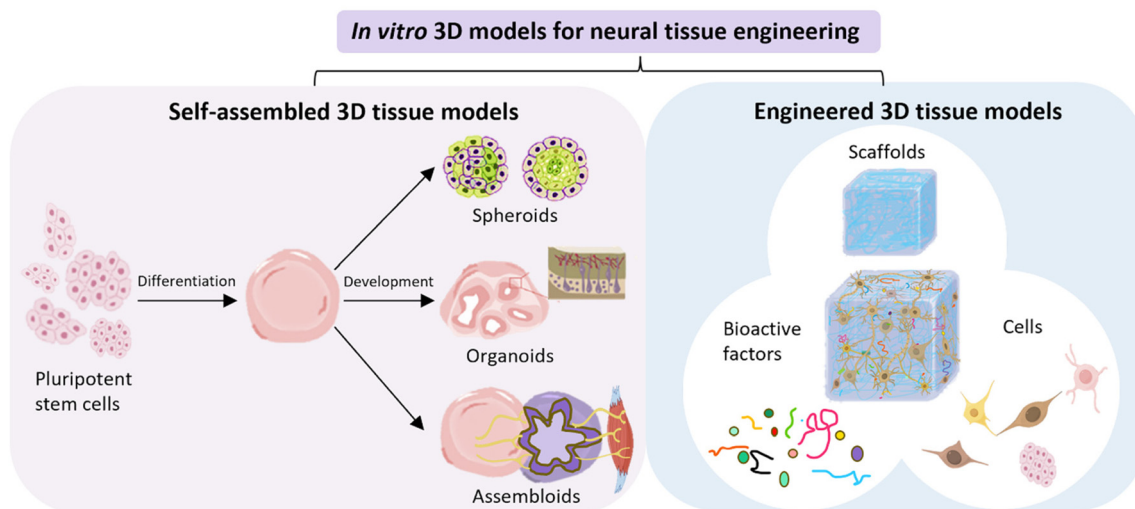 In vitro 3D models for neural tissue engineering
Self-assembled 3D tissue models
Pluripotent
stem cells
Differentiation
Development
Spheroids
Organoids
Assembloids
Engineered 3D tissue models
Scaffolds
Bioactive
factors
Cells